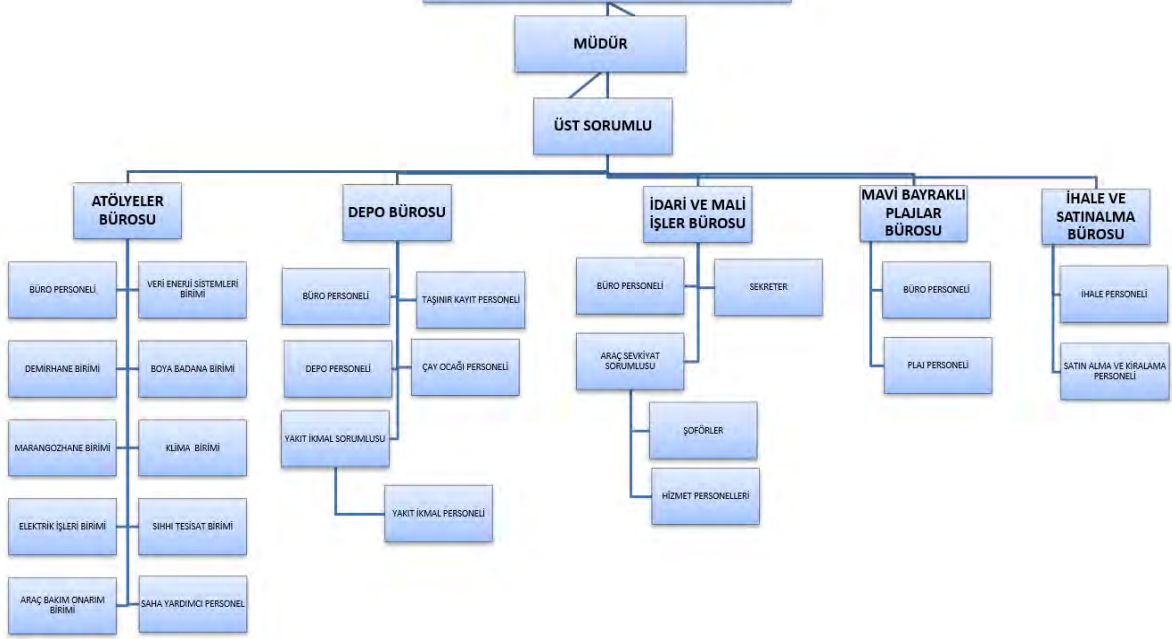 MÜDÜR
ÜST SORUMLU
ATÖLYELER
BÜROSU
BÜRO PERSONELİ
VERİ ENERJİ SİSTEMLERİ
BİRİMİ
DEMİRHANE BİRİMİ
BOYA BADANA BİRİMİ
MARANGOZHANE BİRİMİ
KLİMA BİRİMİ
ELEKTRİK İŞLERİ BİRİMİ
SIHHI TESİSAT BİRİMİ
ARAÇ BAKIM ONARIM
BİRİMİ
SAHA YARDIMCI PERSONEL
DEPO BÜROSU
BÜRO PERSONELİ
TAŞINIR KAYIT PERSONELİ
DEPO PERSONELİ
ÇAY OCAĞI PERSONELİ
YAKIT İKMAL SORUMLUSU
YAKIT İKMAL PERSONELİ
İDARİ VE MALİ
İŞLER BÜROSU
BÜRO PERSONELİ
SEKRETER
ARAÇ SEVKİYAT
SORUMLUSU
ŞOFÖRLER
HİZMET PERSONELLERİ
MAVİ BAYRAKLI
PLAJLAR
BÜROSU
BÜRO PERSONELİ
PLAJ PERSONELİ
İHALE VE
SATINALMA
BÜROSU
İHALE PERSONELİ
SATIN ALMA VE KİRALAMA
PERSONELİ